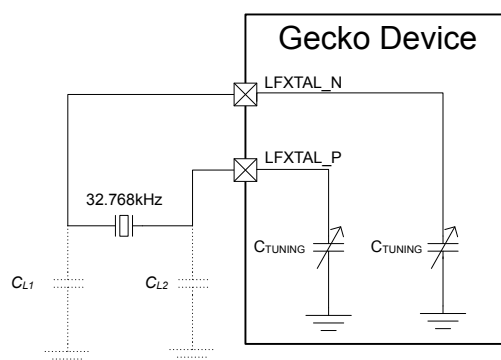 Gecko Device
LFXTAL_N
LFXTAL_P
32.768kHz
CTUNING
CTUNING
CL1
CL2